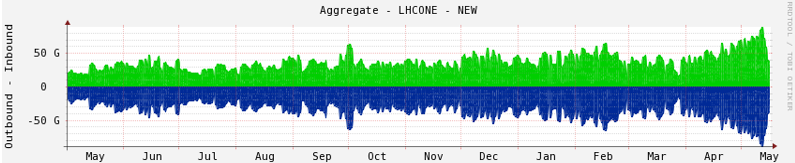 Aggregate - LHCONE - NEW
RRDTOOL / TOBI OETIKER
Outbound - Inbound
50 G
0
-50 G
May Jun Jul Aug Sep Oct Nov Dec Jan Feb Mar Apr May